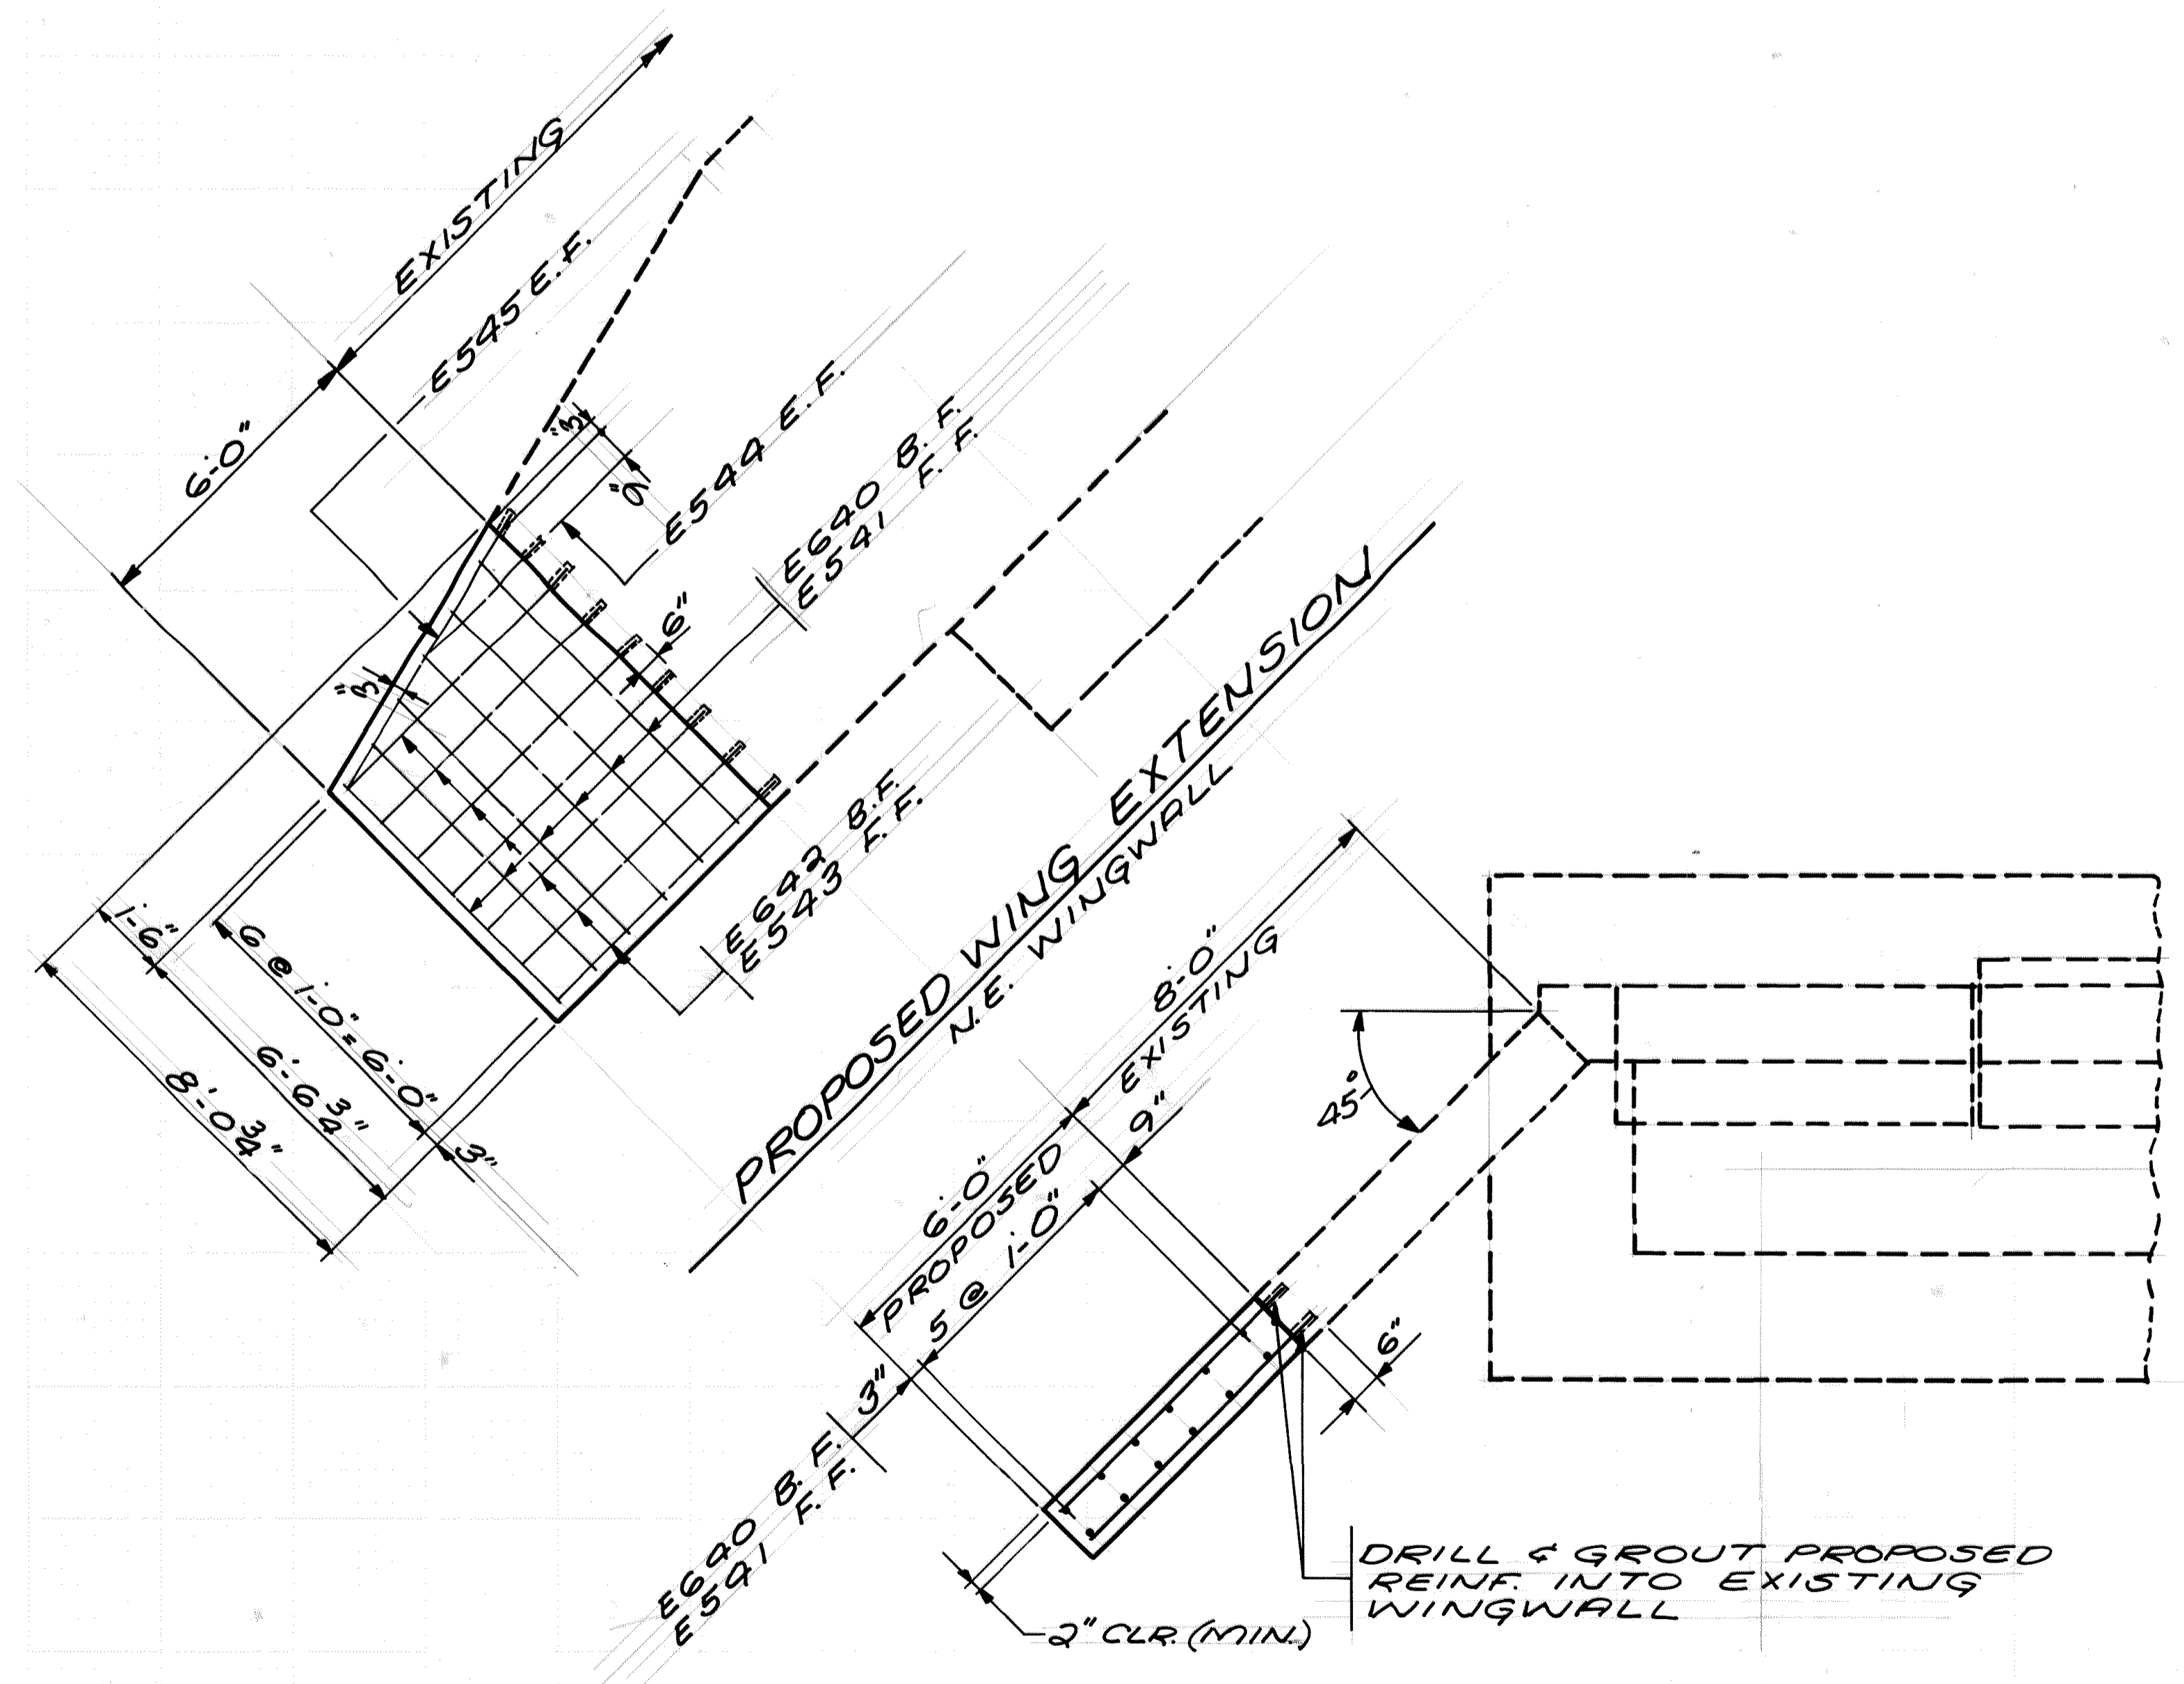 EXISTING
6'-0"
E545 E.F.
3"
6"
E544 E.F.
E640 B.F.
E541 F.F.
6"
3"
E642 B.F.
E543 F.F.
1'-6"
6 @ 1'-0"= 6'-0"
3"
6'-6 3/4"
8'-0 3/4"
PROPOSED WING EXTENSION
N.E. WINGWALL
8'-0"
EXISTING
6'-0"
PROPOSED
9"
5 @ 1'-0"
3"
45°
6"
E640 B.F.
E541 F.F.
2" CLR. (MIN.)
DRILL & GROUT PROPOSED
REINF. INTO EXISTING
WINGWALL